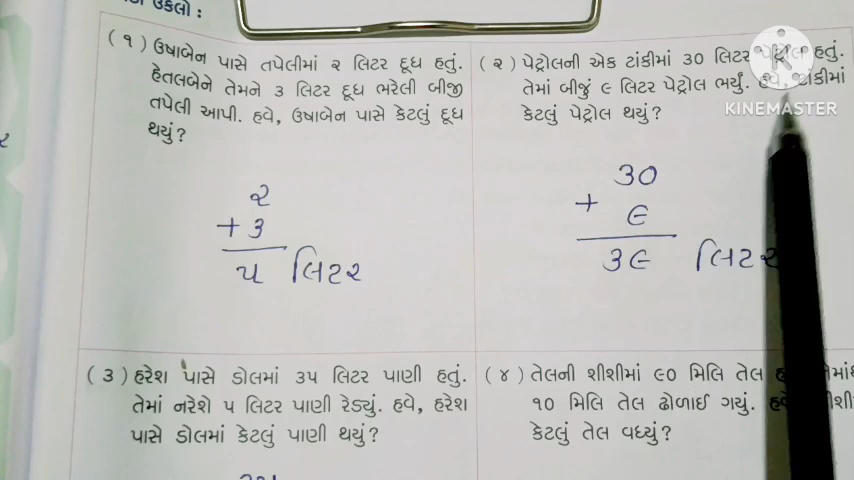 ઉકેલો :
(૧) ઉષાબેન પાસે તપેલીમાં ૨ લિટર દૂધ હતું.
હેતલબેને તેમને ૩ લિટર દૂધ ભરેલી બીજી
તપેલી આપી. હવે, ઉષાબેન પાસે કેટલું દૂધ
થયું?
૨
+ ૩
૫ લિટર
(૨) પેટ્રોલની એક ટાંકીમાં ૩૦ લિટર પેટ્રોલ હતું.
તેમાં બીજું ૯ લિટર પેટ્રોલ ભર્યું. હવે, ટાંકીમાં
કેટલું પેટ્રોલ થયું?
૩૦
+ ૯
૩૯ લિટર
KINEMASTER
(૩) હરેશ પાસે ડોલમાં ૩૫ લિટર પાણી હતું.
તેમાં નરેશે ૫ લિટર પાણી રેડ્યું. હવે, હરેશ
પાસે ડોલમાં કેટલું પાણી થયું?
(૪) તેલની શીશીમાં ૯૦ મિલિ તેલ
૧૦ મિલિ તેલ ઢોળાઈ ગયું.
કેટલું તેલ વધ્યું?